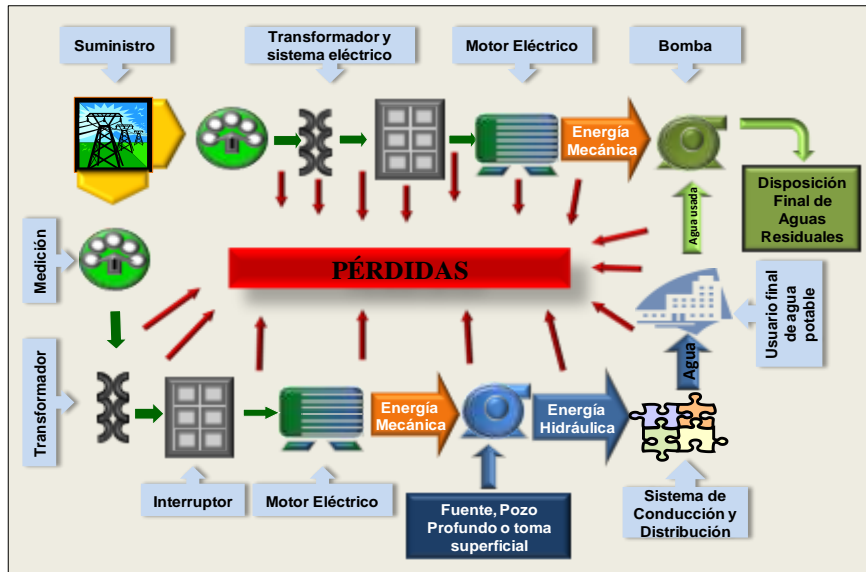 Suministro
Transformador y
sistema eléctrico
Motor Eléctrico
Bomba
Energía
Mecánica
Disposición
Final de
Aguas
Residuales
Agua usada
Medición
PÉRDIDAS
Usuario final
de agua
potable
Transformador
Agua
Energía
Mecánica
Energía
Hidráulica
Interruptor
Motor Eléctrico
Fuente, Pozo
Profundo o toma
superficial
Sistema de
Conducción y
Distribución